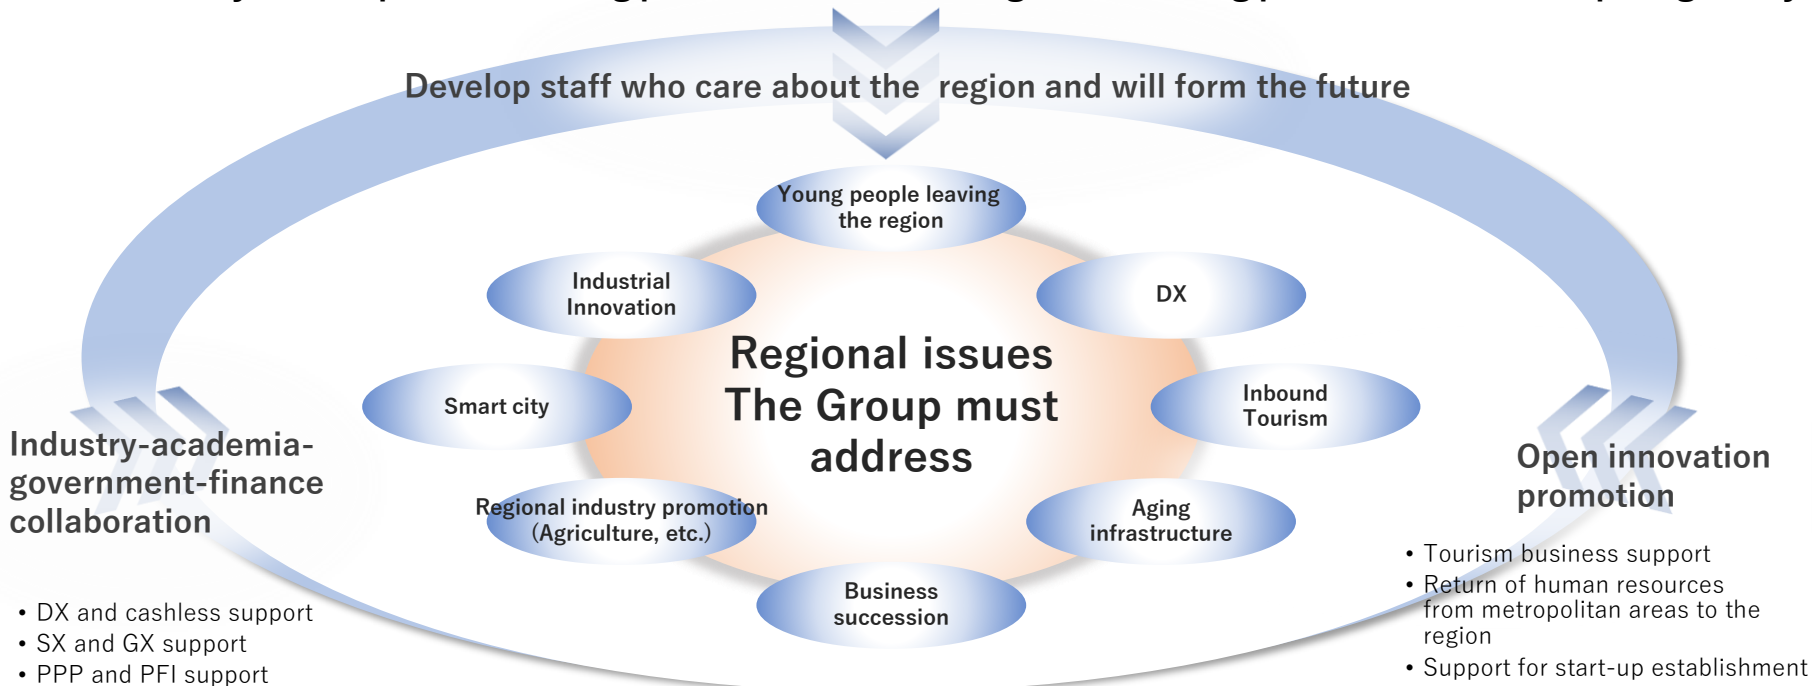 Develop staff who care about the region and will form the future
Young people leaving
the region
Industrial
Innovation
DX
Regional issues
The Group must
address
Smart city
Inbound
Tourism
Industry-academia-
government-finance
collaboration
Open innovation
promotion
Regional industry promotion
(Agriculture, etc.)
Aging
infrastructure
Business
succession
• DX and cashless support
• SX and GX support
• PPP and PFI support
• Tourism business support
• Return of human resources
from metropolitan areas to the
region
• Support for start-up establishment